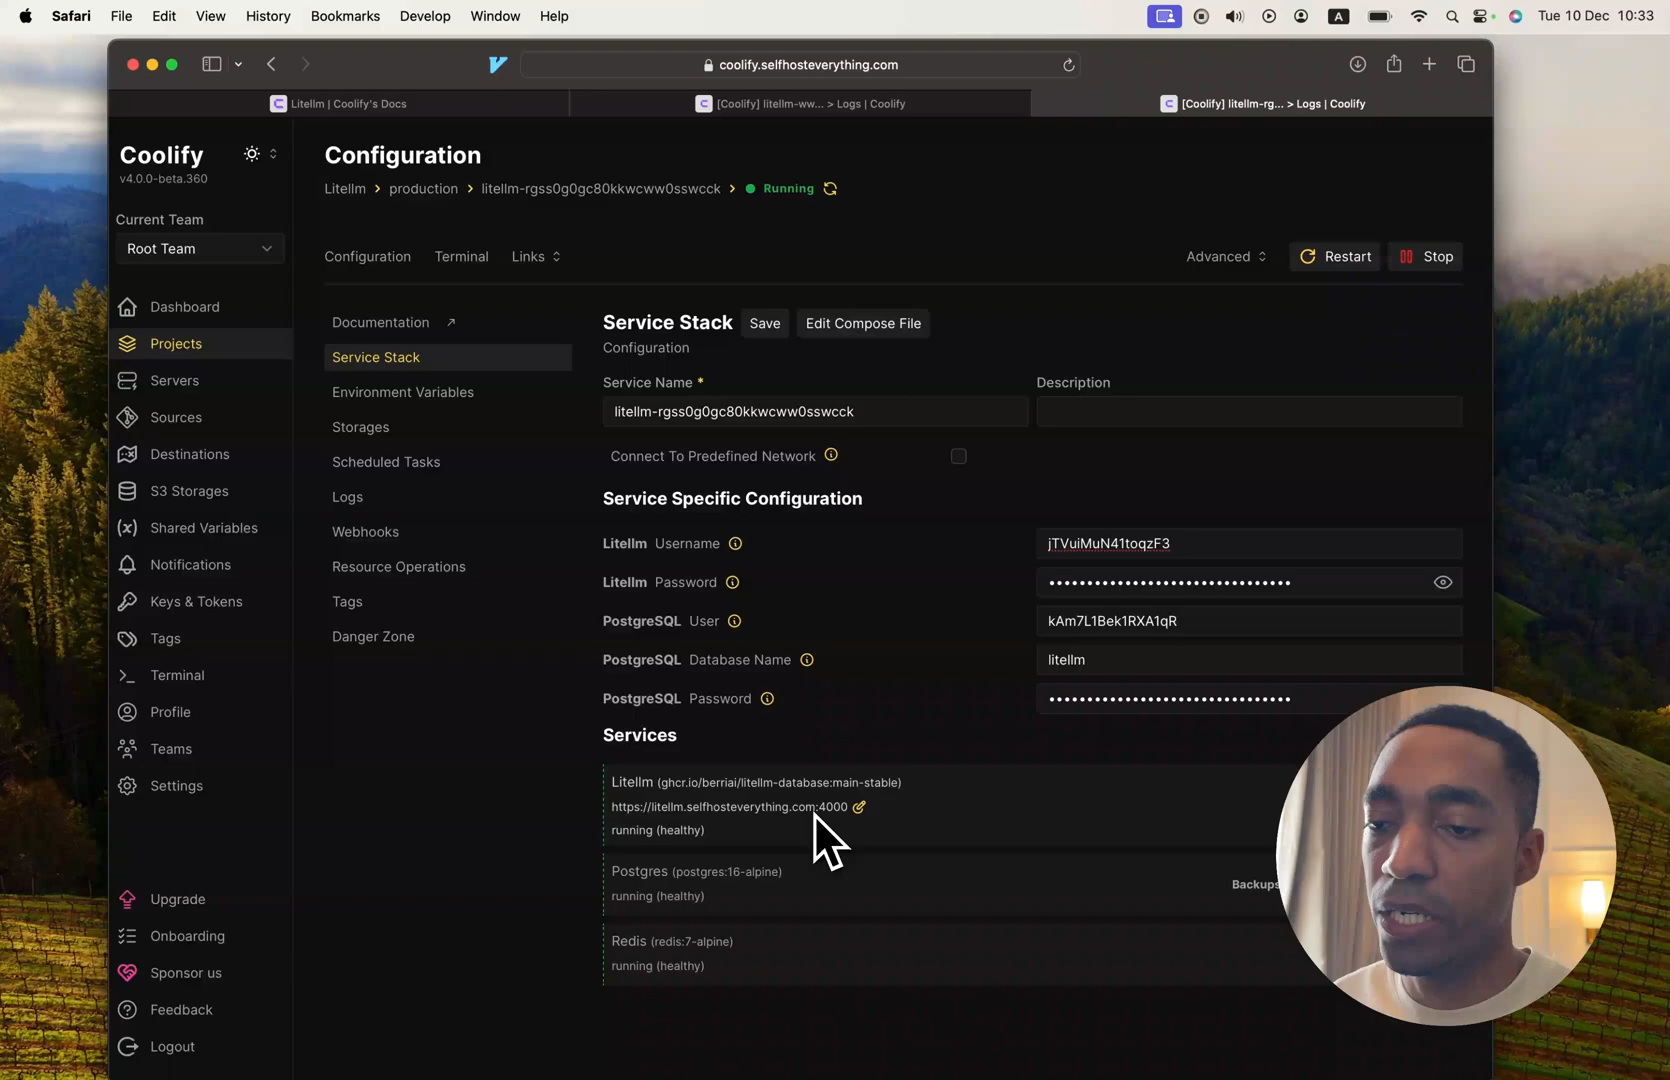 Safari File Edit View History Bookmarks Develop Window Help
A
Tue 10 Dec 10:33
coolify.selfhosteverything.com
Litellm | Coolify's Docs
[Coolify] litellm-ww... > Logs | Coolify
[Coolify] litellm-rg... > Logs | Coolify
Coolify
v4.0.0-beta.360
Current Team
Root Team
Dashboard
Projects
Servers
Sources
Destinations
S3 Storages
Shared Variables
Notifications
Keys & Tokens
Tags
Terminal
Profile
Teams
Settings
Upgrade
Onboarding
Sponsor us
Feedback
Logout
Configuration
Litellm > production > litellm-rgss0g0gc80kkwcww0sswcck > Running
Configuration Terminal Links
Advanced Restart Stop
Documentation
Service Stack
Environment Variables
Storages
Scheduled Tasks
Logs
Webhooks
Resource Operations
Tags
Danger Zone
Service Stack Save Edit Compose File
Configuration
Service Name * Description
litellm-rgss0g0gc80kkwcww0sswcck
Connect To Predefined Network
Service Specific Configuration
Litellm Username jTVuiMuN41toqzF3
Litellm Password ••••••••••••••••••••••••••••••••
PostgreSQL User kAm7L1Bek1RXA1qR
PostgreSQL Database Name litellm
PostgreSQL Password ••••••••••••••••••••••••••••••••
Services
Litellm (ghcr.io/berriai/litellm-database:main-stable)
https://litellm.selfhosteverything.com:4000
running (healthy)
Postgres (postgres:16-alpine)
running (healthy)
Backups
Redis (redis:7-alpine)
running (healthy)